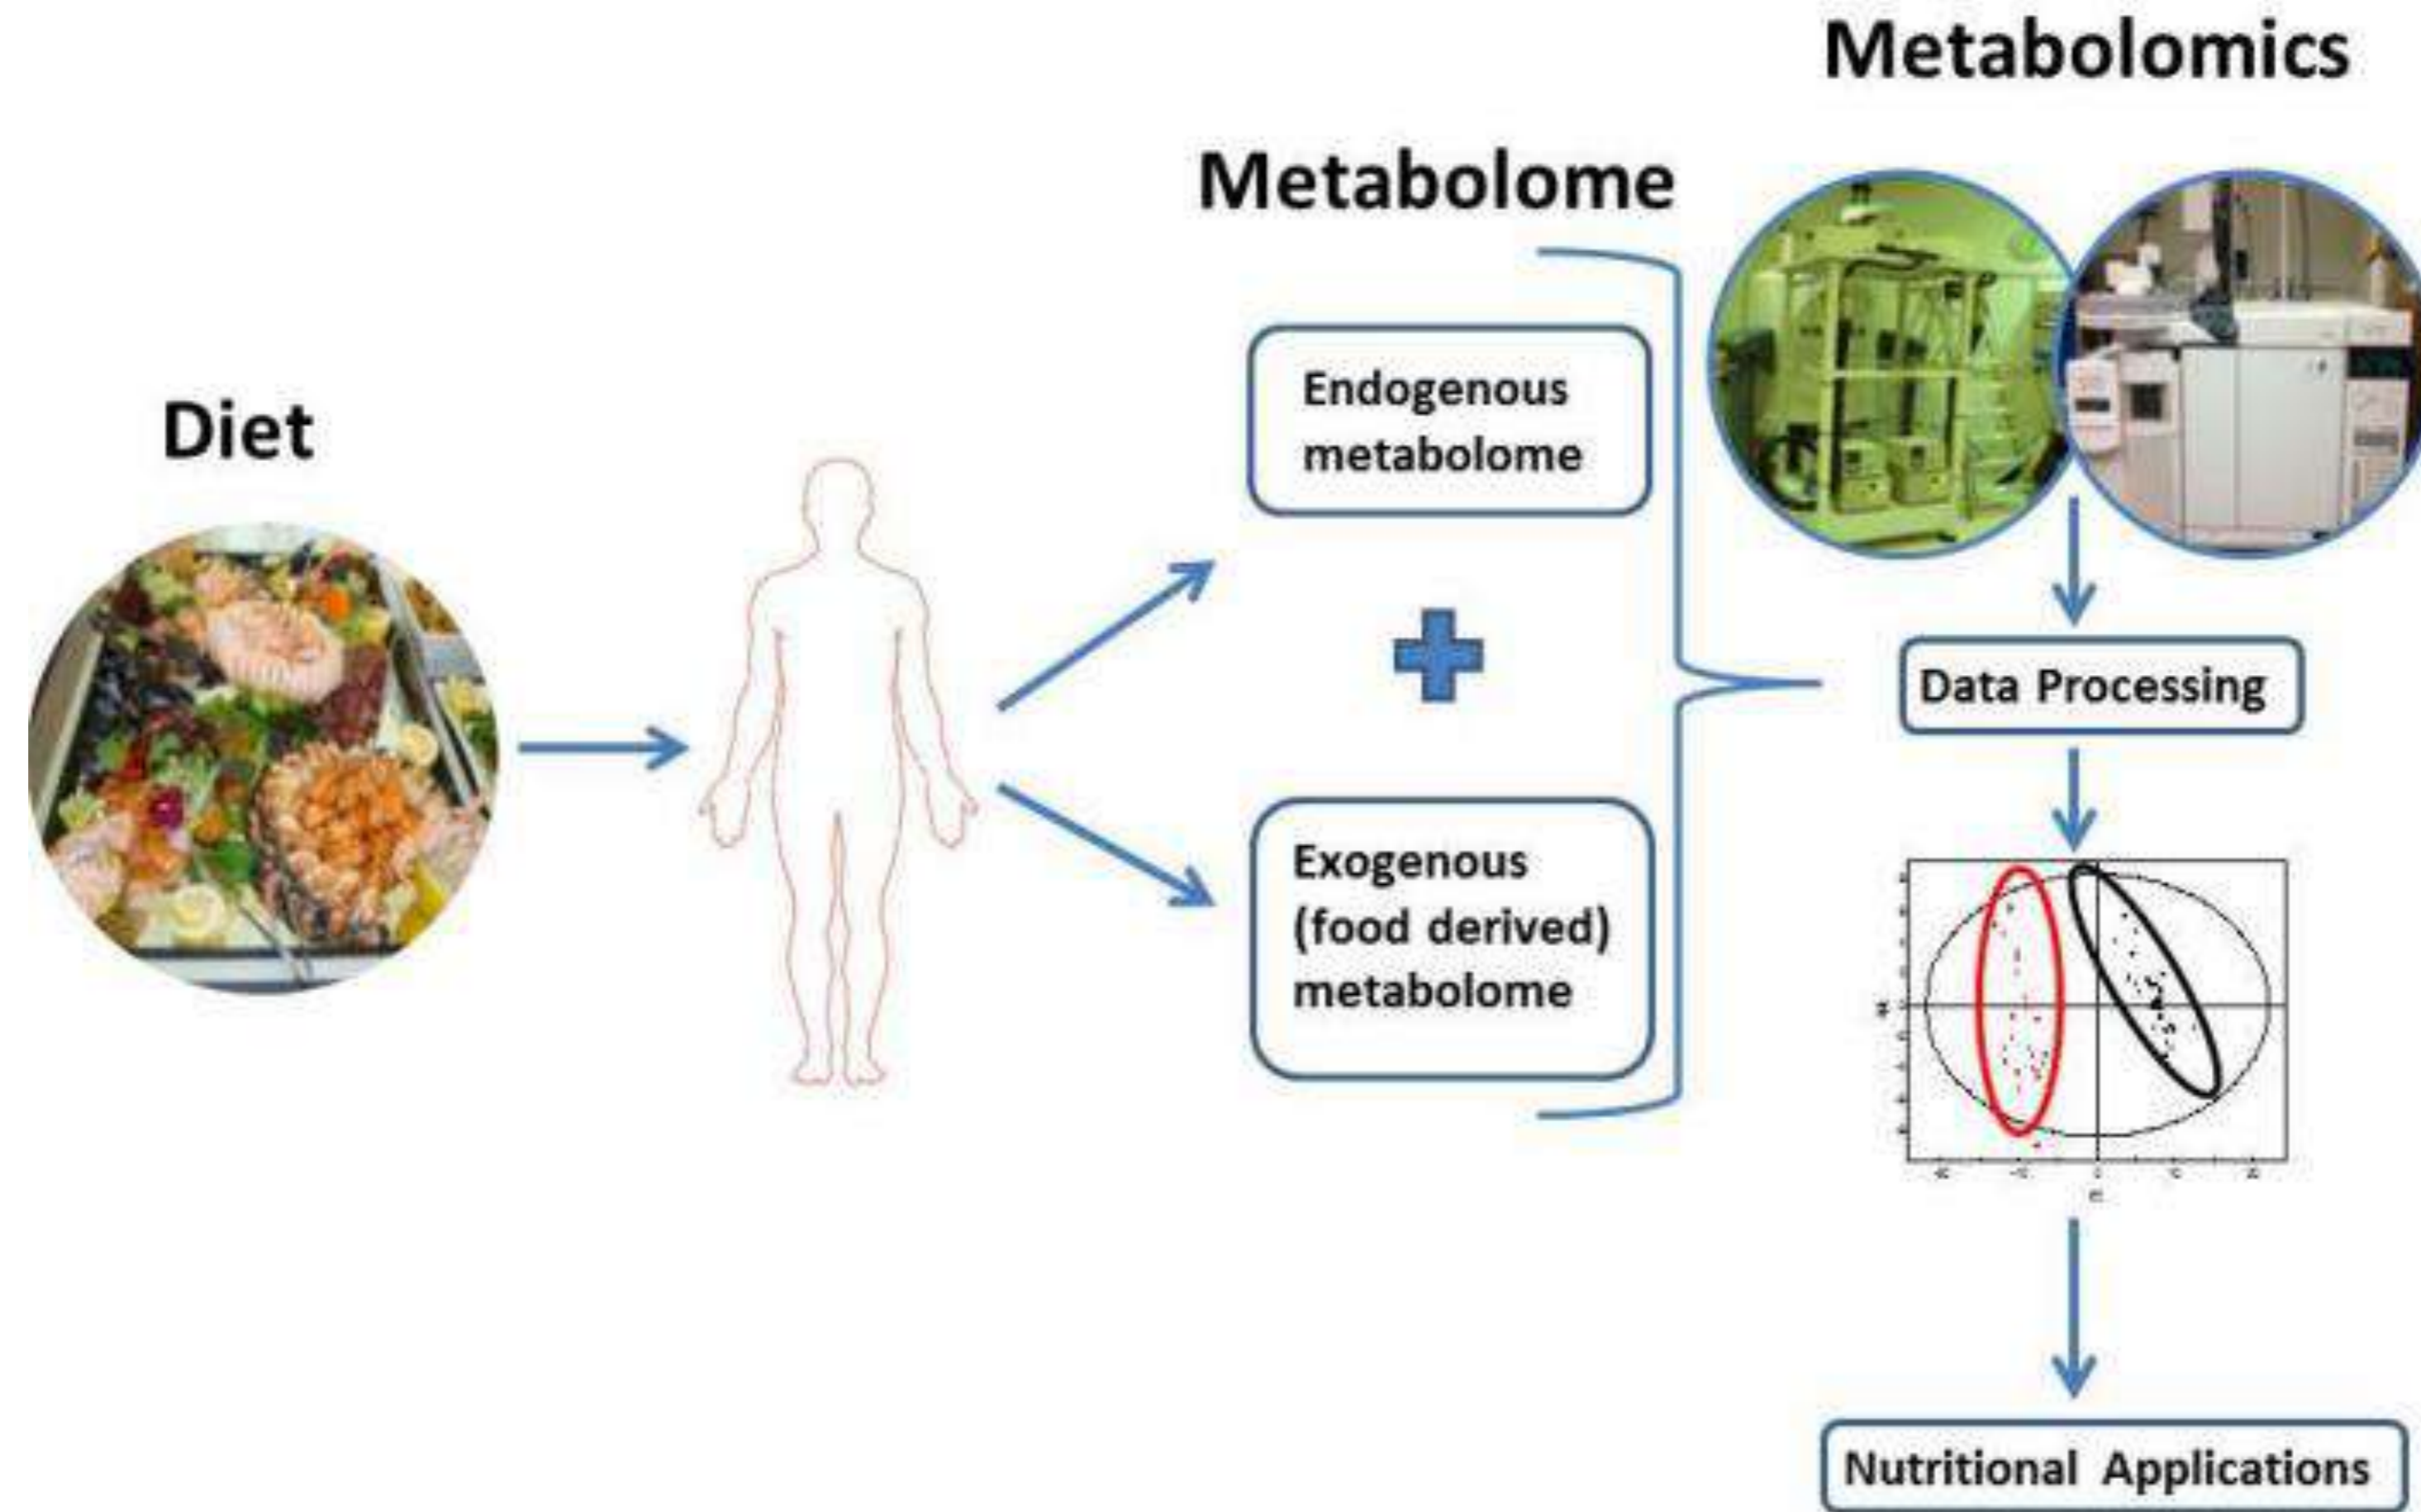 Metabolomics
Metabolome
Diet
Endogenous
metabolome
Exogenous
(food derived)
metabolome
Data Processing
Nutritional Applications